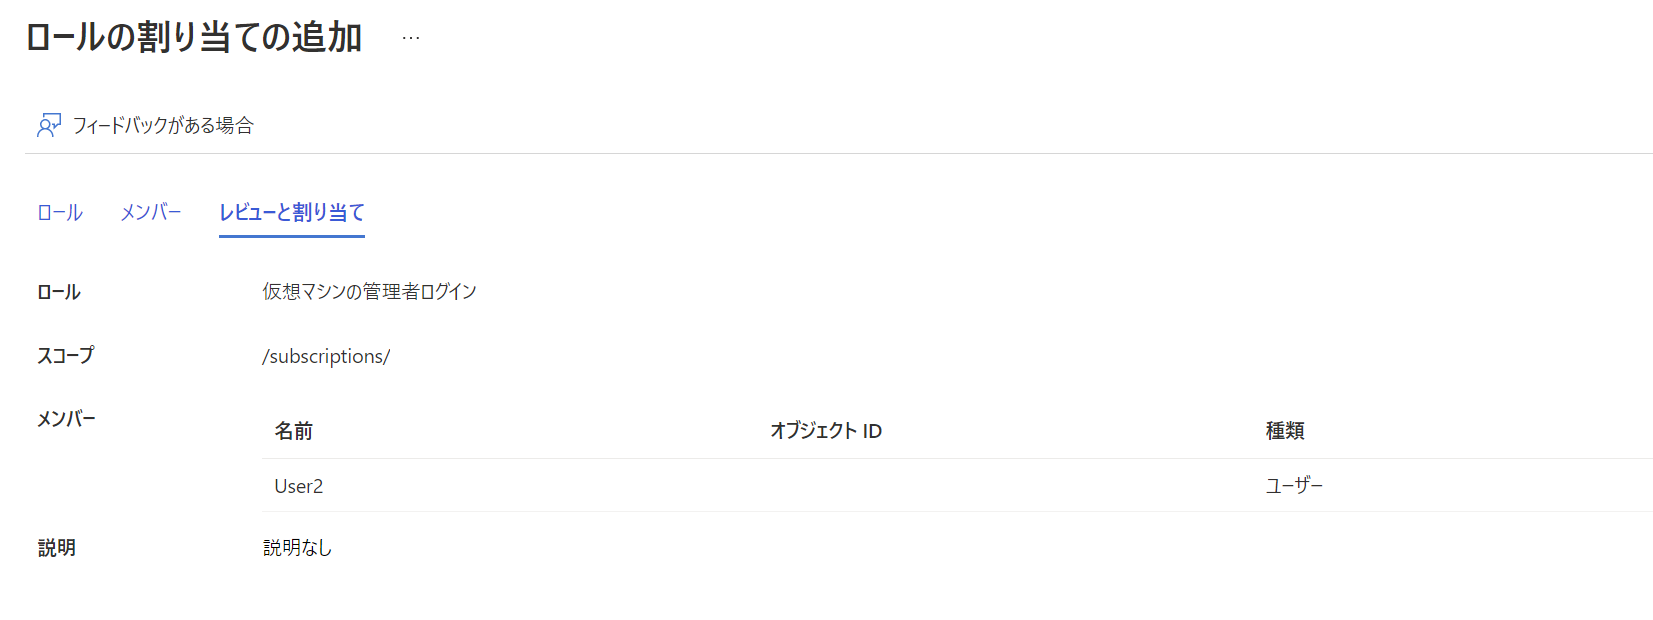 ロールの割り当ての追加 …
フィードバックがある場合
ロール メンバー レビューと割り当て
ロール 仮想マシンの管理者ログイン
スコープ /subscriptions/
メンバー
名前 オブジェクト ID 種類
User2 ユーザー
説明 説明なし